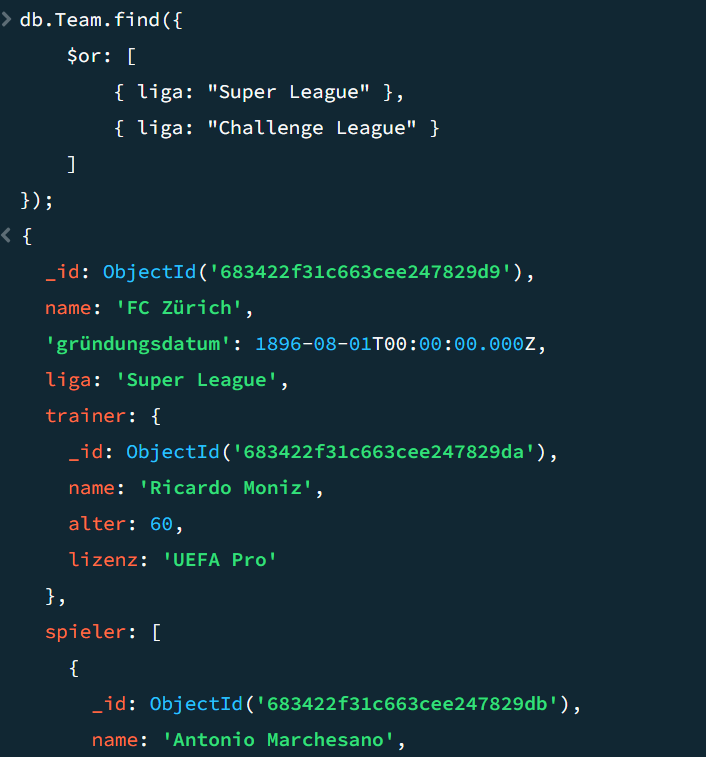 > db.Team.find({
$or: [
{ liga: "Super League" },
{ liga: "Challenge League" }
]
});
< {
_id: ObjectId('683422f31c663cee247829d9'),
name: 'FC Zürich',
'gründungsdatum': 1896-08-01T00:00:00.000Z,
liga: 'Super League',
trainer: {
_id: ObjectId('683422f31c663cee247829da'),
name: 'Ricardo Moniz',
alter: 60,
lizenz: 'UEFA Pro'
},
spieler: [
{
_id: ObjectId('683422f31c663cee247829db'),
name: 'Antonio Marchesano',